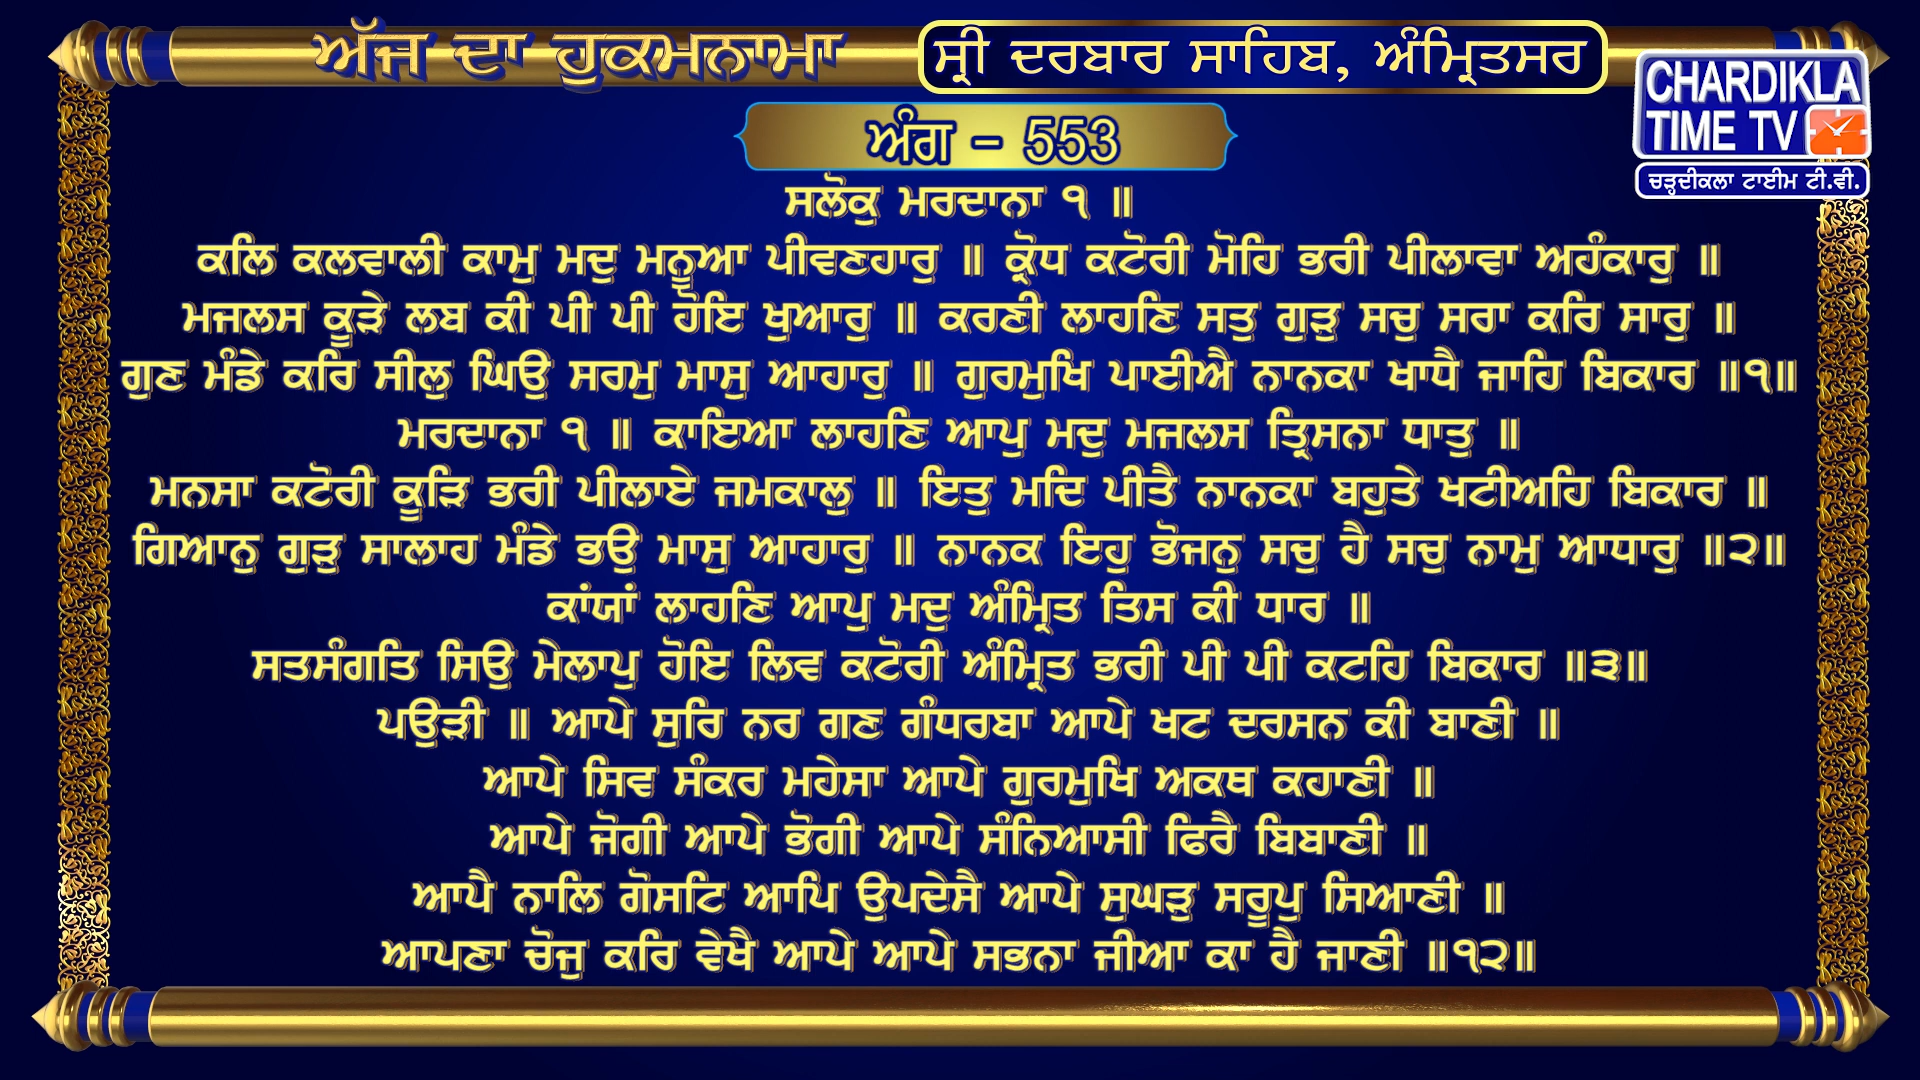 ਅੱਜ ਦਾ ਹੁਕਮਨਾਮਾ
ਸ੍ਰੀ ਦਰਬਾਰ ਸਾਹਿਬ, ਅੰਮ੍ਰਿਤਸਰ
CHARDIKLA
TIME TV
ਚੜ੍ਹਦੀਕਲਾ ਟਾਈਮ ਟੀ.ਵੀ.
ਅੰਗ - 553
ਸਲੋਕੁ ਮਰਦਾਨਾ ੧ ॥
ਕਲਿ ਕਲਵਾਲੀ ਕਾਮੁ ਮਦੁ ਮਨੂਆ ਪੀਵਣਹਾਰੁ ॥ ਕ੍ਰੋਧ ਕਟੋਰੀ ਮੋਹਿ ਭਰੀ ਪੀਲਾਵਾ ਅਹੰਕਾਰੁ ॥
ਮਜਲਸ ਕੂੜੇ ਲਬ ਕੀ ਪੀ ਪੀ ਹੋਇ ਖੁਆਰੁ ॥ ਕਰਣੀ ਲਾਹਣਿ ਸਤੁ ਗੁੜੁ ਸਚੁ ਸਰਾ ਕਰਿ ਸਾਰੁ ॥
ਗੁਣ ਮੰਡੇ ਕਰਿ ਸੀਲੁ ਘਿਉ ਸਰਮੁ ਮਾਸੁ ਆਹਾਰੁ ॥ ਗੁਰਮੁਖਿ ਪਾਈਐ ਨਾਨਕਾ ਖਾਧੈ ਜਾਹਿ ਬਿਕਾਰ ॥੧॥
ਮਰਦਾਨਾ ੧ ॥ ਕਾਇਆ ਲਾਹਣਿ ਆਪੁ ਮਦੁ ਮਜਲਸ ਤ੍ਰਿਸਨਾ ਧਾਤੁ ॥
ਮਨਸਾ ਕਟੋਰੀ ਕੂੜਿ ਭਰੀ ਪੀਲਾਏ ਜਮਕਾਲੁ ॥ ਇਤੁ ਮਦਿ ਪੀਤੈ ਨਾਨਕਾ ਬਹੁਤੇ ਖਟੀਅਹਿ ਬਿਕਾਰ ॥
ਗਿਆਨੁ ਗੁੜੁ ਸਾਲਾਹ ਮੰਡੇ ਭਉ ਮਾਸੁ ਆਹਾਰੁ ॥ ਨਾਨਕ ਇਹੁ ਭੋਜਨੁ ਸਚੁ ਹੈ ਸਚੁ ਨਾਮੁ ਆਧਾਰੁ ॥੨॥
ਕਾਂਯਾਂ ਲਾਹਣਿ ਆਪੁ ਮਦੁ ਅੰਮ੍ਰਿਤ ਤਿਸ ਕੀ ਧਾਰ ॥
ਸਤਸੰਗਤਿ ਸਿਉ ਮੇਲਾਪੁ ਹੋਇ ਲਿਵ ਕਟੋਰੀ ਅੰਮ੍ਰਿਤ ਭਰੀ ਪੀ ਪੀ ਕਟਹਿ ਬਿਕਾਰ ॥੩॥
ਪਉੜੀ ॥ ਆਪੇ ਸੁਰਿ ਨਰ ਗਣ ਗੰਧਰਬਾ ਆਪੇ ਖਟ ਦਰਸਨ ਕੀ ਬਾਣੀ ॥
ਆਪੇ ਸਿਵ ਸੰਕਰ ਮਹੇਸਾ ਆਪੇ ਗੁਰਮੁਖਿ ਅਕਥ ਕਹਾਣੀ ॥
ਆਪੇ ਜੋਗੀ ਆਪੇ ਭੋਗੀ ਆਪੇ ਸੰਨਿਆਸੀ ਫਿਰੈ ਬਿਬਾਣੀ ॥
ਆਪੈ ਨਾਲਿ ਗੋਸਟਿ ਆਪਿ ਉਪਦੇਸੈ ਆਪੇ ਸੁਘੜੁ ਸਰੂਪੁ ਸਿਆਣੀ ॥
ਆਪਣਾ ਚੋਜੁ ਕਰਿ ਵੇਖੈ ਆਪੇ ਆਪੇ ਸਭਨਾ ਜੀਆ ਕਾ ਹੈ ਜਾਣੀ ॥੧੨॥